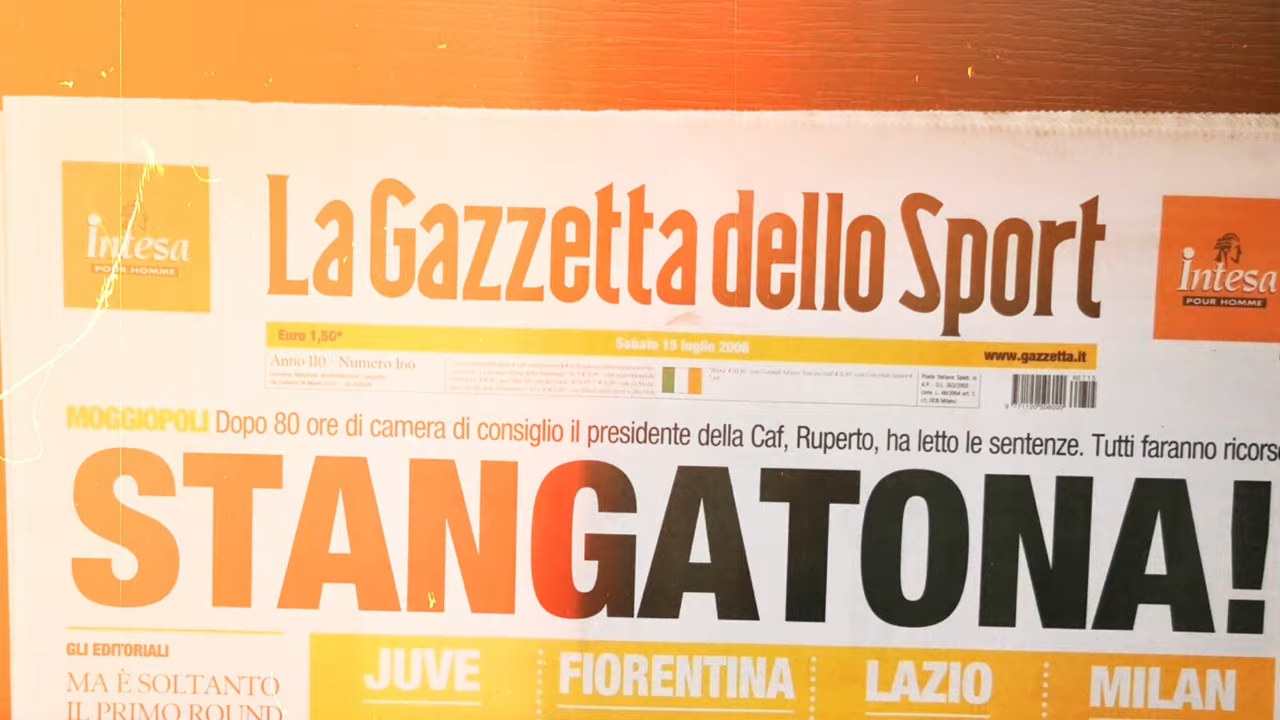 intesa
POUR HOMME
La Gazzetta dello Sport
intesa
POUR HOMME
Euro 1,50*
Sabato 15 luglio 2006
www.gazzetta.it
Anno 110 - Numero 166
MOGGIOPOLI Dopo 80 ore di camera di consiglio il presidente della Caf, Ruperto, ha letto le sentenze. Tutti faranno ricorso
STANGATONA!
GLI EDITORIALI
MA È SOLTANTO
IL PRIMO ROUND
JUVE
FIORENTINA
LAZIO
MILAN